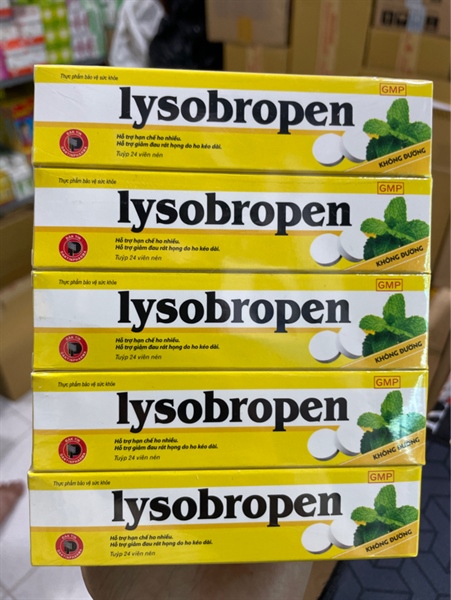 Thực phẩm bảo vệ sức khỏe
GMP
lysobropen
Hỗ trợ hạn chế ho nhiều.
Hỗ trợ giảm đau rát họng do ho kéo dài.
Tuýp 24 viên nén
KHÔNG ĐƯỜNG
Thực phẩm bảo vệ sức khỏe
GMP
lysobropen
Hỗ trợ hạn chế ho nhiều.
Hỗ trợ giảm đau rát họng do ho kéo dài.
Tuýp 24 viên nén
KHÔNG ĐƯỜNG
Thực phẩm bảo vệ sức khỏe
GMP
lysobropen
Hỗ trợ hạn chế ho nhiều.
Hỗ trợ giảm đau rát họng do ho kéo dài.
Tuýp 24 viên nén
KHÔNG ĐƯỜNG
Thực phẩm bảo vệ sức khỏe
GMP
lysobropen
Hỗ trợ hạn chế ho nhiều.
Hỗ trợ giảm đau rát họng do ho kéo dài.
Tuýp 24 viên nén
KHÔNG ĐƯỜNG
Thực phẩm bảo vệ sức khỏe
GMP
lysobropen
Hỗ trợ hạn chế ho nhiều.
Hỗ trợ giảm đau rát họng do ho kéo dài.
Tuýp 24 viên nén
KHÔNG ĐƯỜNG